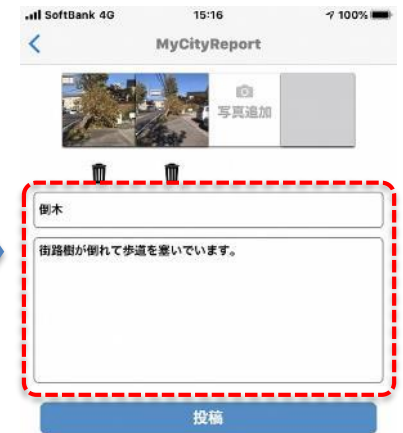 SoftBank 4G 15:16 100%
MyCityReport
写真追加
倒木
街路樹が倒れて歩道を塞いでいます。
投稿